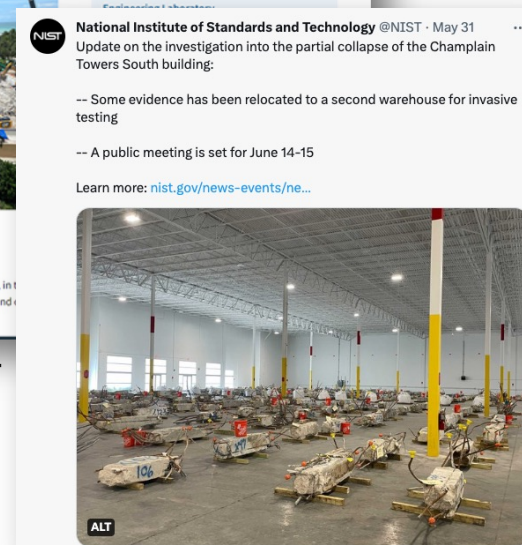 Engineering Laboratory
NIST
National Institute of Standards and Technology @NIST · May 31
Update on the investigation into the partial collapse of the Champlain
Towers South building:
-- Some evidence has been relocated to a second warehouse for invasive
testing
-- A public meeting is set for June 14-15
Learn more: nist.gov/news-events/ne...
106
ALT